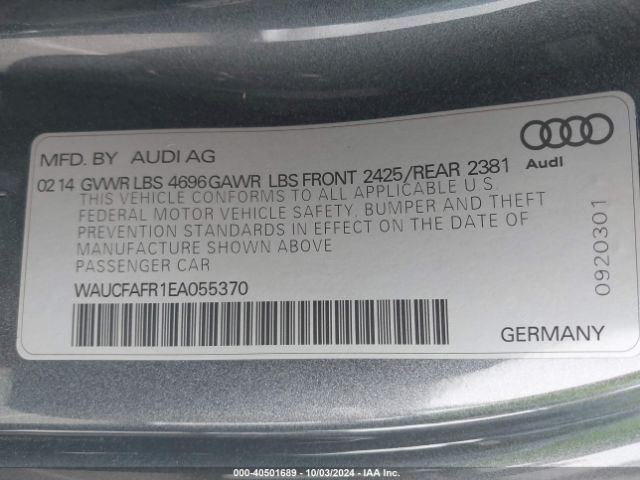 MFD. BY AUDI AG
Audi
02 14 GVWR LBS 4696 GAWR LBS FRONT 2425/REAR 2381
THIS VEHICLE CONFORMS TO ALL APPLICABLE U.S.
FEDERAL MOTOR VEHICLE SAFETY, BUMPER AND THEFT
PREVENTION STANDARDS IN EFFECT ON THE DATE OF
MANUFACTURE SHOWN ABOVE
PASSENGER CAR
WAUCFAFR1EA055370
0920301
GERMANY
000-40501689 - 10/03/2024 - IAA Inc.